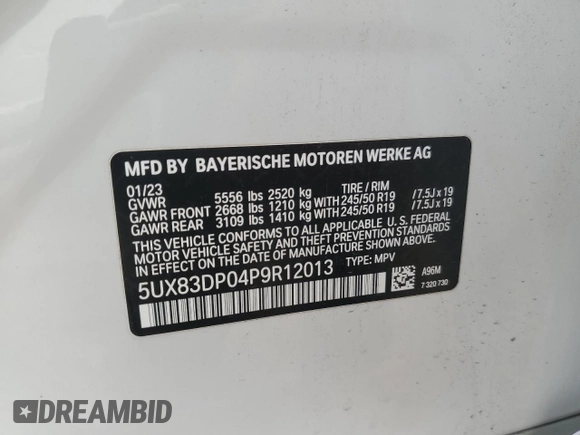 MFD BY BAYERISCHE MOTOREN WERKE AG
01/23 TIRE / RIM
GVWR 5556 lbs 2520 kg
GAWR FRONT 2668 lbs 1210 kg WITH 245/50 R19 /7.5J x 19
GAWR REAR 3109 lbs 1410 kg WITH 245/50 R19 /7.5J x 19
THIS VEHICLE CONFORMS TO ALL APPLICABLE U. S. FEDERAL
MOTOR VEHICLE SAFETY AND THEFT PREVENTION STANDARDS
IN EFFECT ON THE DATE OF MANUFACTURE SHOWN ABOVE.
5UX83DP04P9R12013 TYPE: MPV
A96M
7 320 730
DREAMBID